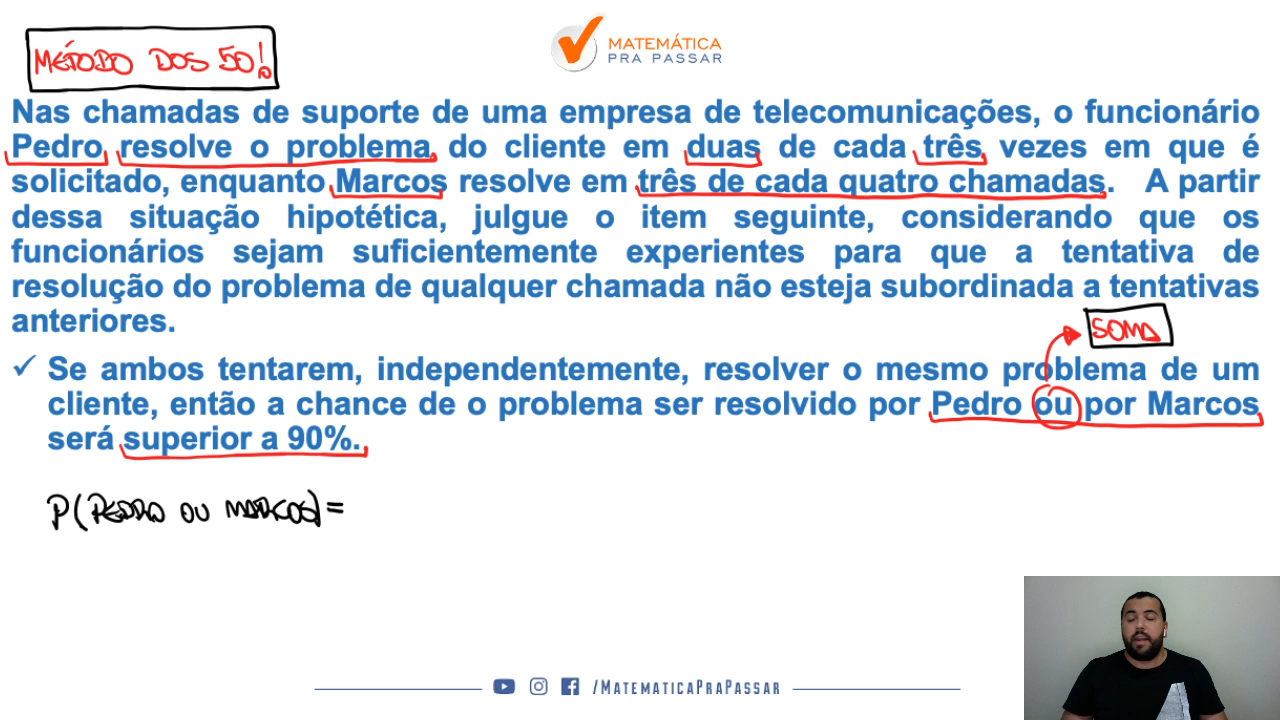 MÉTODO DOS 50!
MATEMÁTICA
PRA PASSAR
Nas chamadas de suporte de uma empresa de telecomunicações, o funcionário
Pedro resolve o problema do cliente em duas de cada três vezes em que é
solicitado, enquanto Marcos resolve em três de cada quatro chamadas. A partir
dessa situação hipotética, julgue o item seguinte, considerando que os
funcionários sejam suficientemente experientes para que a tentativa de
resolução do problema de qualquer chamada não esteja subordinada a tentativas
anteriores.
SOMA
✓ Se ambos tentarem, independentemente, resolver o mesmo problema de um
cliente, então a chance de o problema ser resolvido por Pedro ou por Marcos
será superior a 90%.
P(PEDRO OU MARCOS)=
/MATEMATICAPRAPASSAR